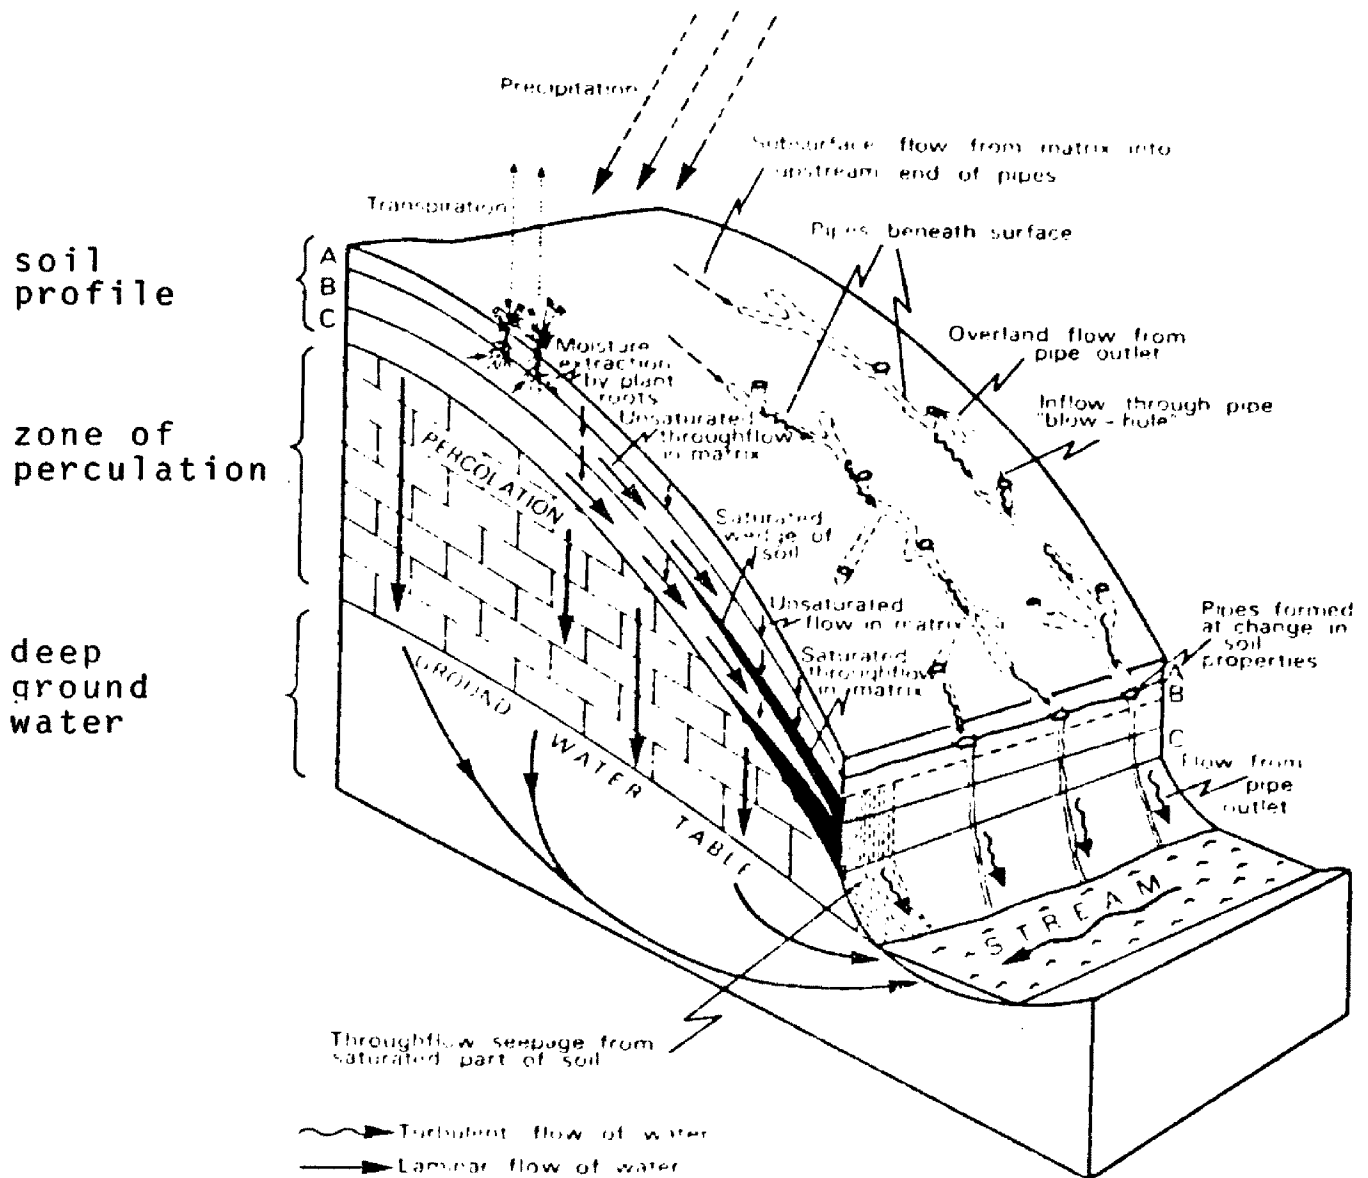 Precipitation
Subsurface flow from matrix into
upstream end of pipes
Transpiration
Pipes beneath surface
soil
profile
A
B
C
Overland flow from
pipe outlet
Moisture
extraction
by plant
roots
Inflow through pipe
"blow-hole"
Unsaturated
throughflow
in matrix
zone of
perculation
PERCOLATION
Saturated
wedge of
soil
Unsaturated
flow in matrix
Pipes formed
at change in
soil
properties
Saturated
throughflow
in matrix
deep
ground
water
GROUND WATER TABLE
A
B
C
Flow from
pipe
outlet
STREAM
Throughflow seepage from
saturated part of soil
Turbulent flow of water
Laminar flow of water